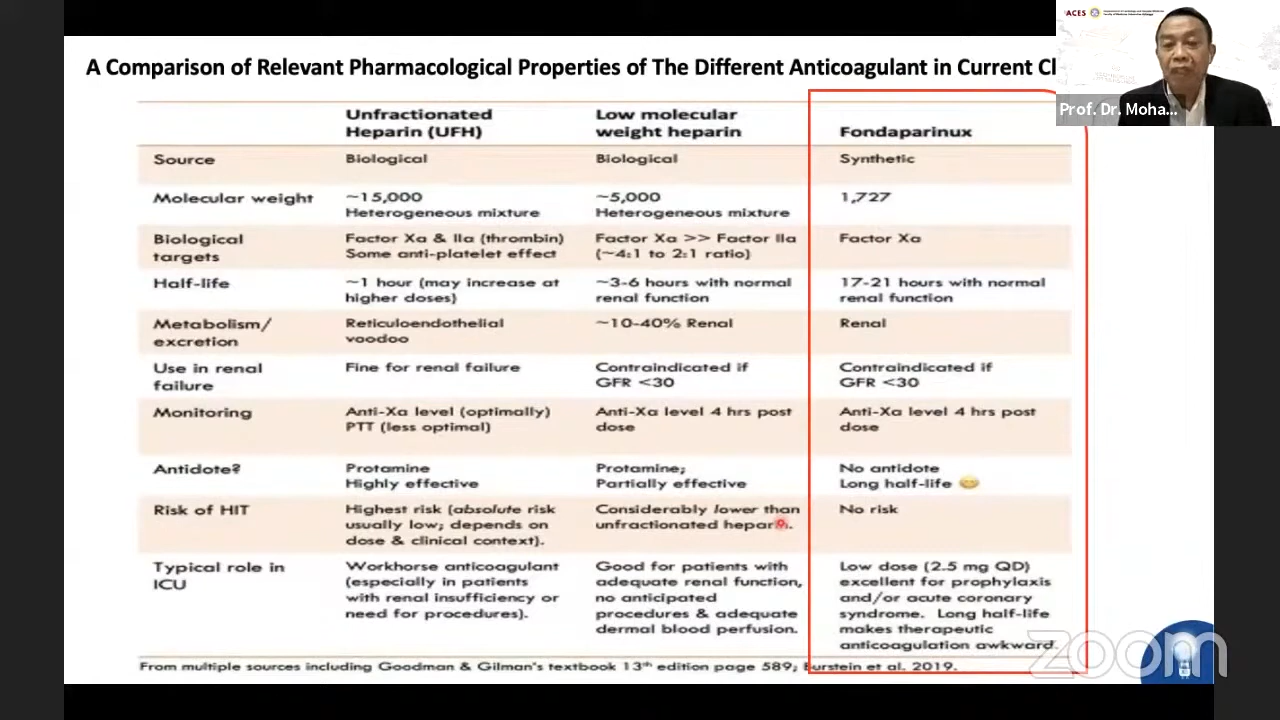 ACES
Prof. Dr. Moha...
A Comparison of Relevant Pharmacological Properties of The Different Anticoagulant in Current Cl
Unfractionated Heparin (UFH)
Low molecular weight heparin
Fondaparinux
Source
Biological
Biological
Synthetic
Molecular weight
~15,000
Heterogeneous mixture
~5,000
Heterogeneous mixture
1,727
Biological
targets
Factor Xa & IIa (thrombin)
Some anti-platelet effect
Factor Xa >> Factor IIa
(~4:1 to 2:1 ratio)
Factor Xa
Half-life
~1 hour (may increase at
higher doses)
~3-6 hours with normal
renal function
17-21 hours with normal
renal function
Metabolism/
excretion
Reticuloendothelial
voodoo
~10-40% Renal
Renal
Use in renal
failure
Fine for renal failure
Contraindicated if
GFR <30
Contraindicated if
GFR <30
Monitoring
Anti-Xa level (optimally)
PTT (less optimal)
Anti-Xa level 4 hrs post
dose
Anti-Xa level 4 hrs post
dose
Antidote?
Protamine
Highly effective
Protamine;
Partially effective
No antidote
Long half-life
Risk of HIT
Highest risk (absolute risk
usually low; depends on
dose & clinical context).
Considerably lower than
unfractionated heparin.
No risk
Typical role in
ICU
Workhorse anticoagulant
(especially in patients
with renal insufficiency or
need for procedures).
Good for patients with
adequate renal function,
no anticipated
procedures & adequate
dermal blood perfusion.
Low dose (2.5 mg QD)
excellent for prophylaxis
and/or acute coronary
syndrome. Long half-life
makes therapeutic
anticoagulation awkward.
From multiple sources including Goodman & Gilman's textbook 13th edition page 589; Burstein et al. 2019.
zoom